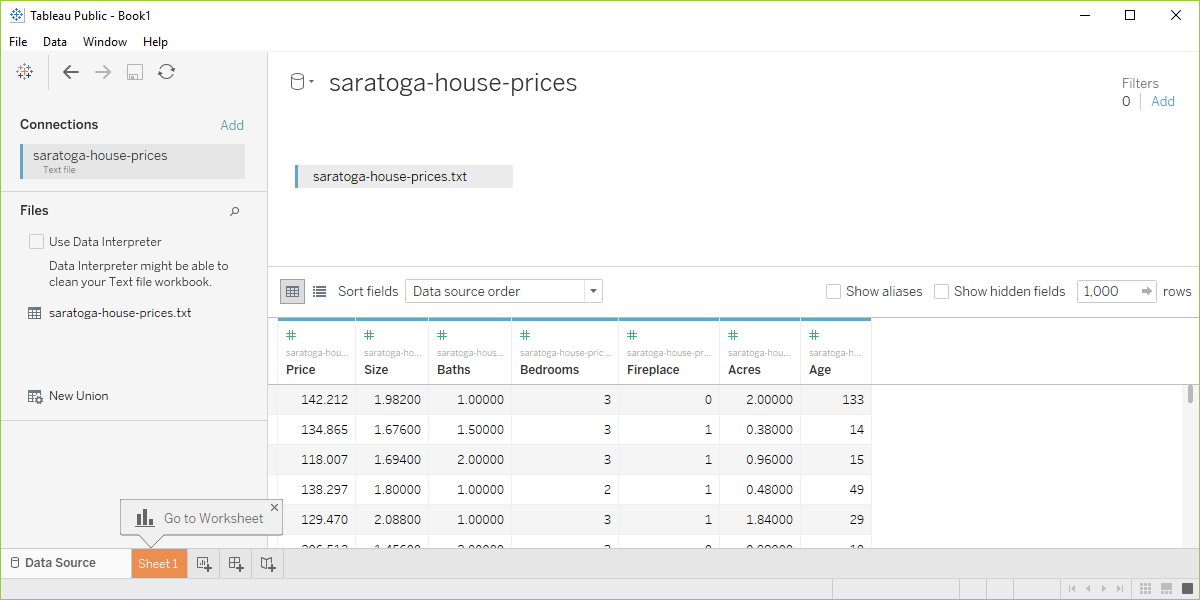 Tableau Public - Book1
File Data Window Help
saratoga-house-prices
Filters
0 Add
Connections Add
saratoga-house-prices
Text file
saratoga-house-prices.txt
Files
Use Data Interpreter
Data Interpreter might be able to
clean your Text file workbook.
saratoga-house-prices.txt
New Union
Sort fields Data source order Show aliases Show hidden fields 1,000 rows
saratoga-hou... saratoga-ho... saratoga-hous... saratoga-house-pric... saratoga-house-pr... saratoga-hou... saratoga-h...
Price Size Baths Bedrooms Fireplace Acres Age
142.212 1.98200 1.00000 3 0 2.00000 133
134.865 1.67600 1.50000 3 1 0.38000 14
118.007 1.69400 2.00000 3 1 0.96000 15
138.297 1.80000 1.00000 2 1 0.48000 49
129.470 2.08800 1.00000 3 1 1.84000 29
Go to Worksheet
Data Source Sheet 1